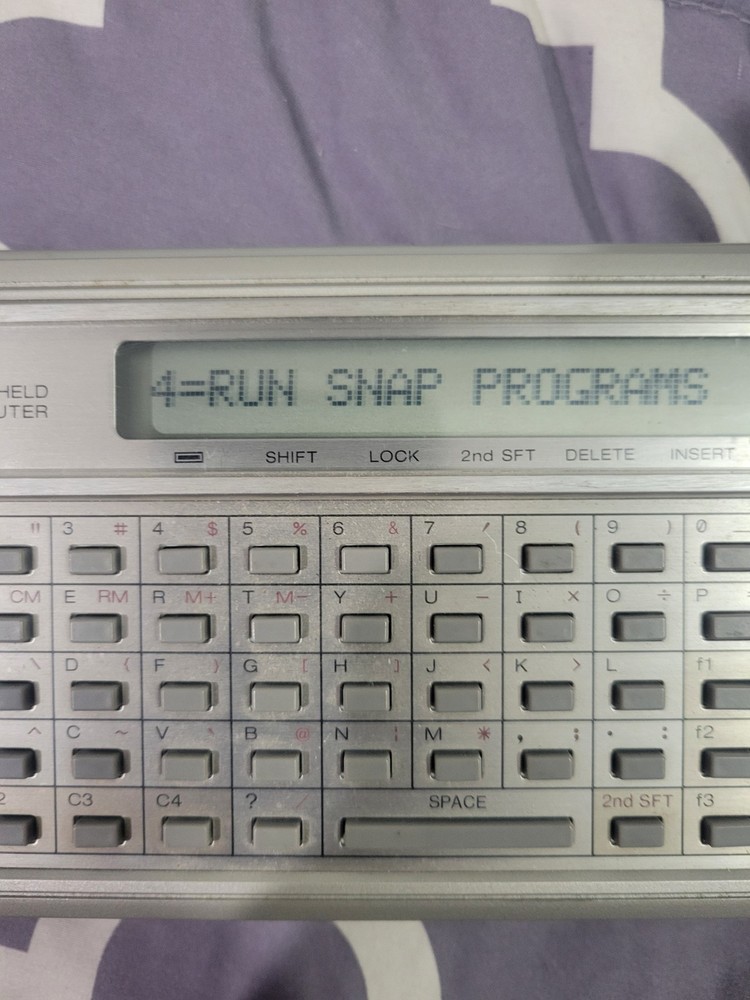 HELD
UTER
4=RUN SNAP PROGRAMS
SHIFT LOCK 2nd SFT DELETE INSERT
" 3 # 4 $ 5 % 6 & 7 ' 8 ( 9 ) 0
CM E RM R M+ T M− Y + U − I × O ÷ P =
\ D { F } G [ H ] J < K > L f1
^ C ~ V ` B @ N ¦ M * , ; . : f2
2 C3 C4 ? / SPACE 2nd SFT f3